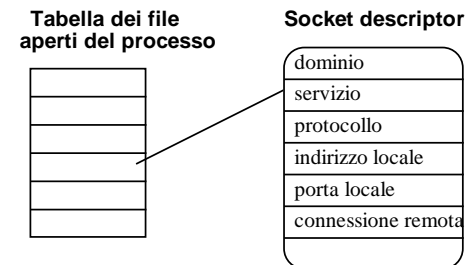 Tabella dei file
aperti del processo
Socket descriptor
dominio
servizio
protocollo
indirizzo locale
porta locale
connessione remota